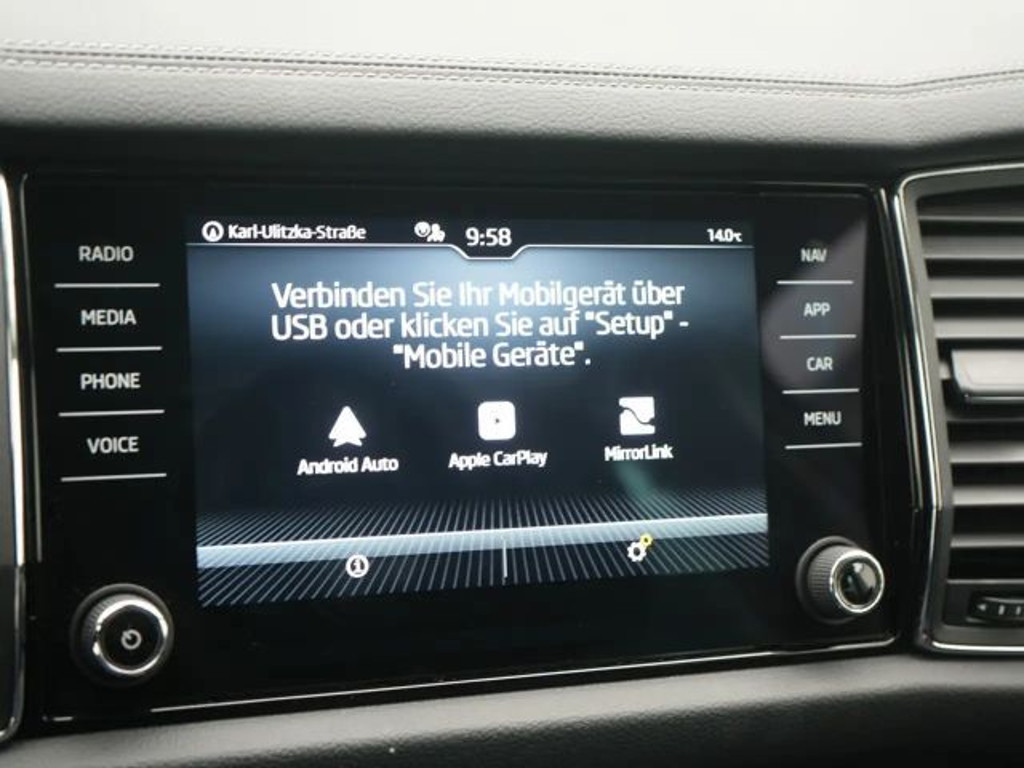 Karl-Ulitzka-Straße
9:58
14.0°c
RADIO
MEDIA
PHONE
VOICE
Verbinden Sie Ihr Mobilgerät über
USB oder klicken Sie auf "Setup" -
"Mobile Geräte".
Android Auto
Apple CarPlay
MirrorLink
NAV
APP
CAR
MENU